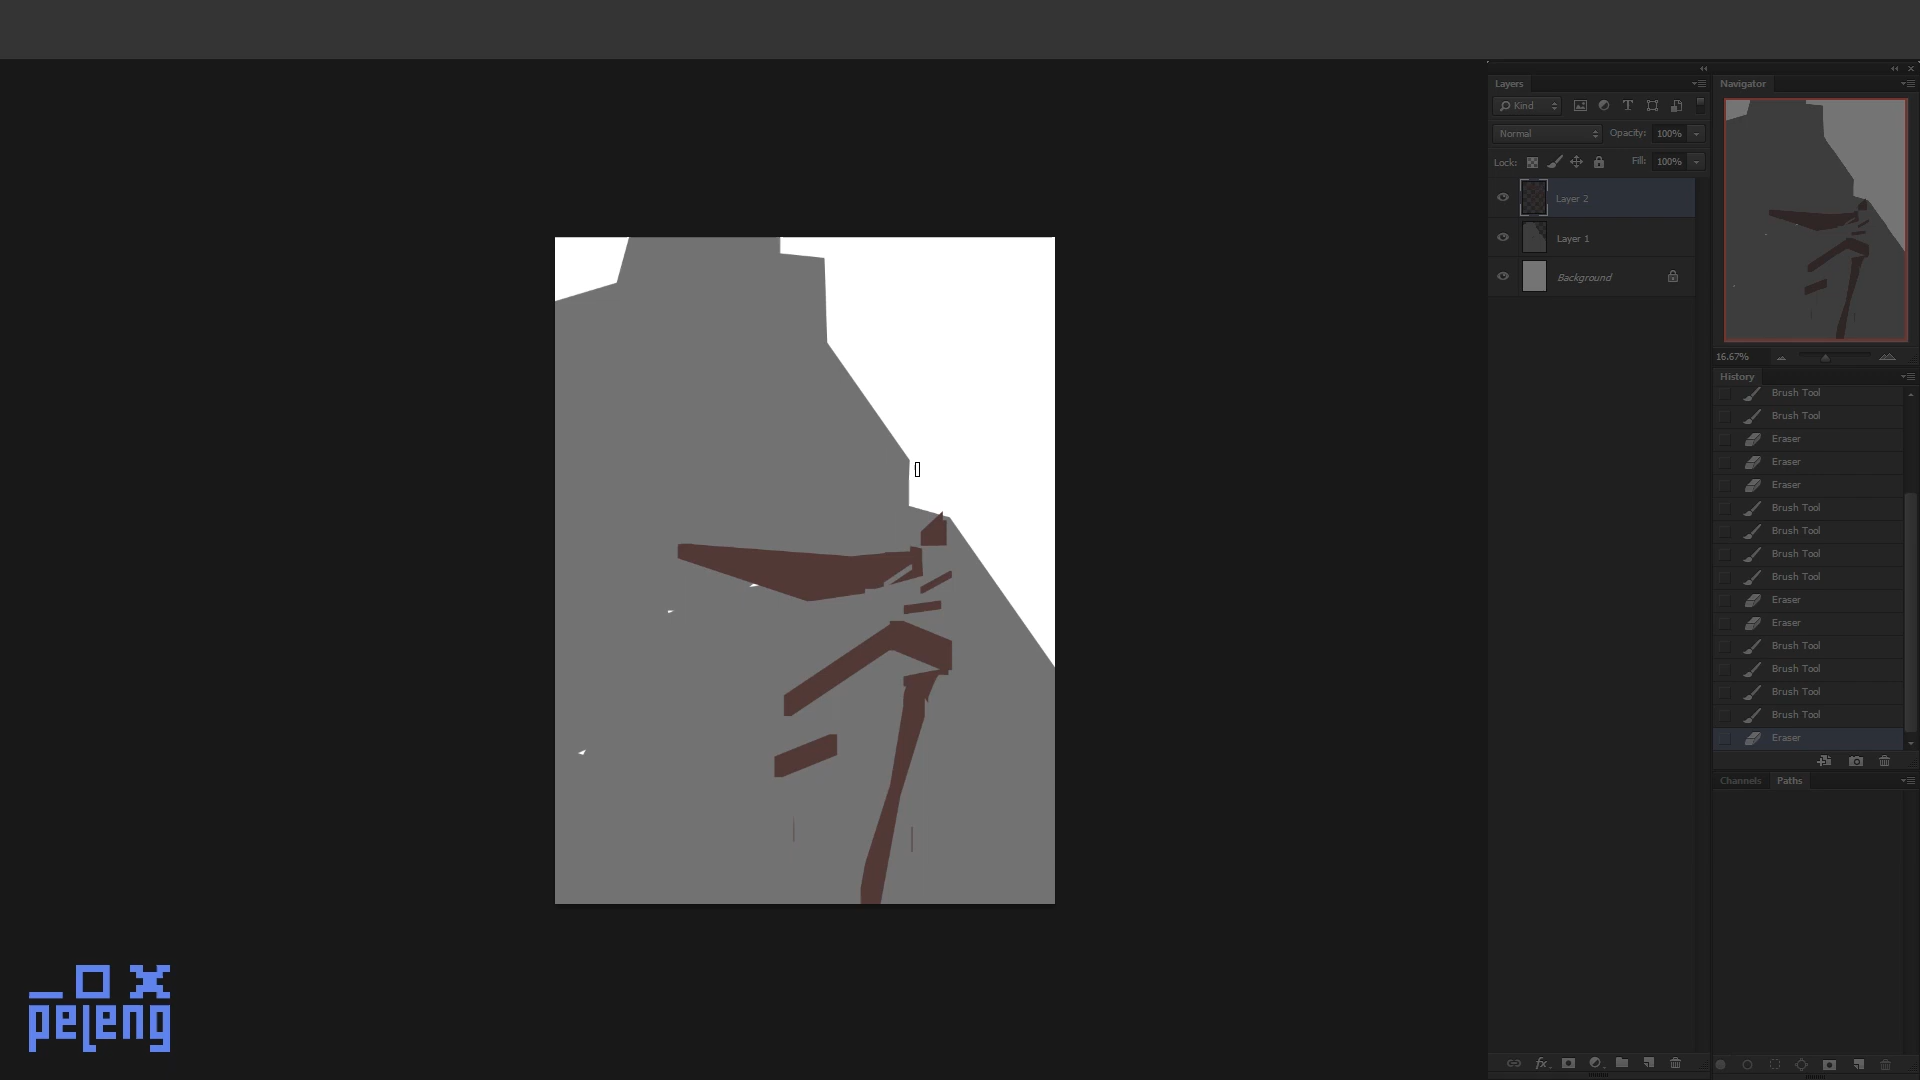 Layers
Navigator
Kind
Normal
Opacity: 100%
Lock:
Fill: 100%
Layer 2
Layer 1
Background
16.67%
History
Brush Tool
Brush Tool
Eraser
Eraser
Eraser
Brush Tool
Brush Tool
Brush Tool
Brush Tool
Eraser
Eraser
Brush Tool
Brush Tool
Brush Tool
Brush Tool
Eraser
Channels
Paths
fx
peleng